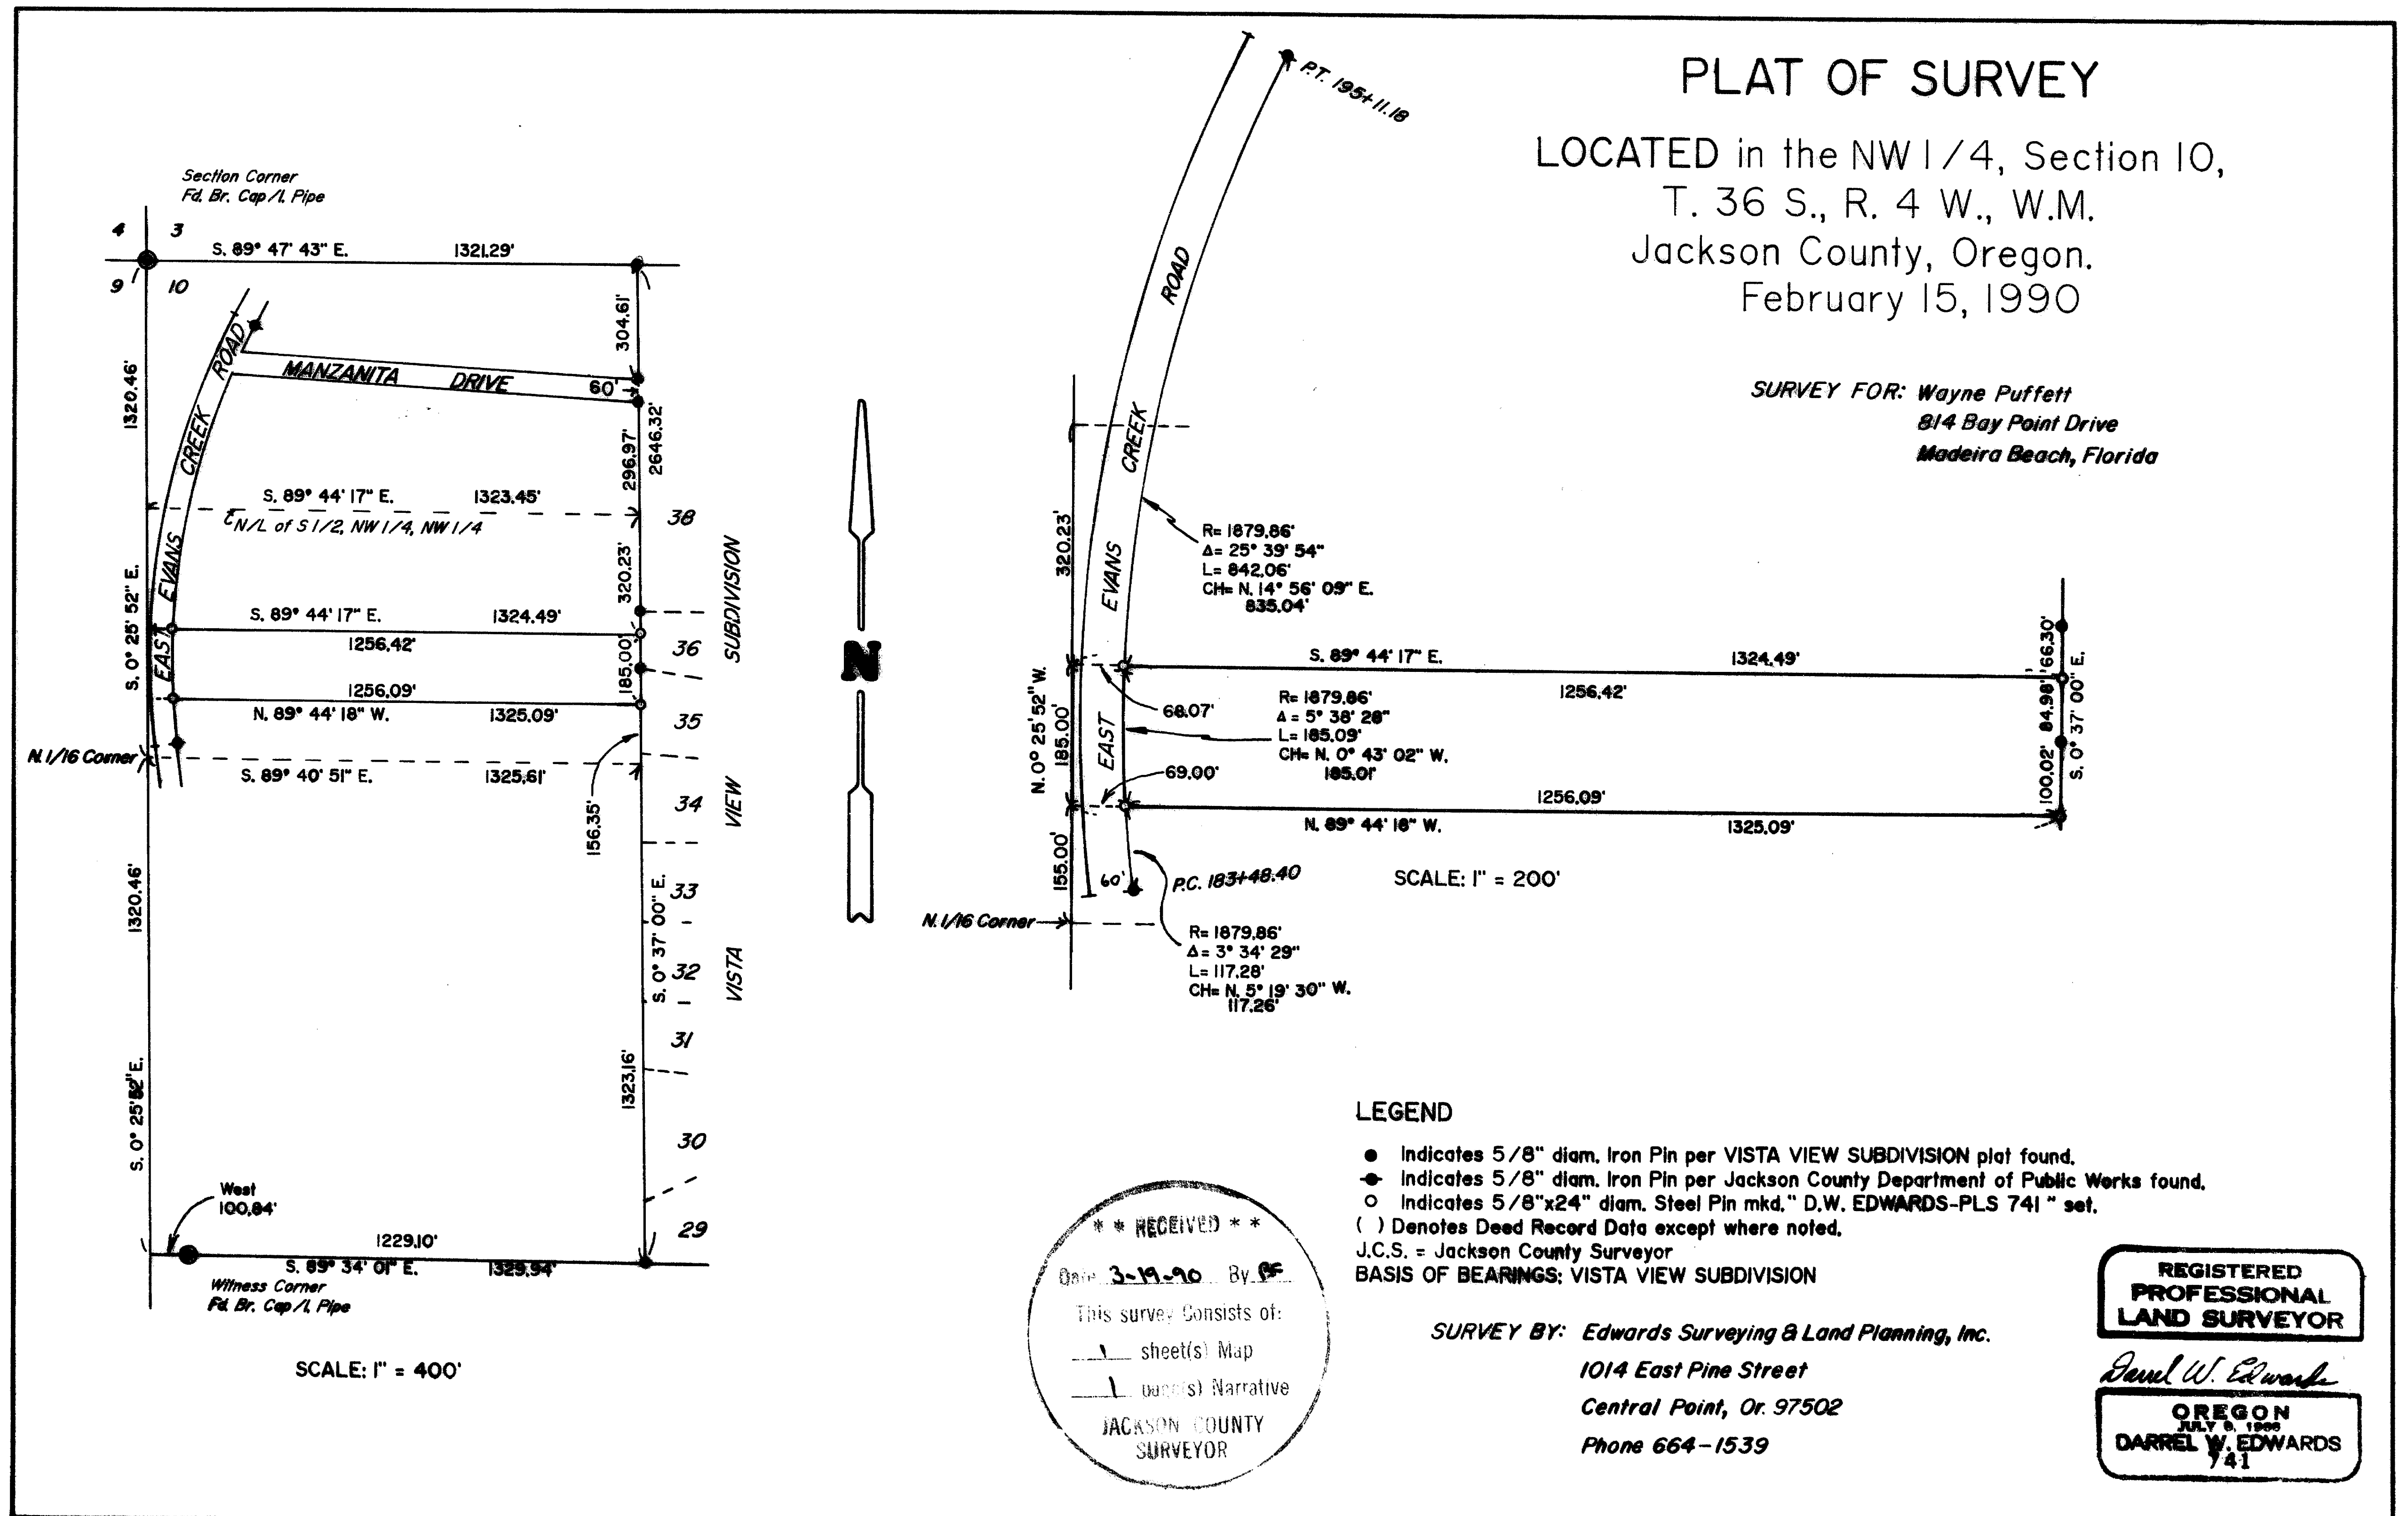 PLAT OF SURVEY
LOCATED in the NW 1/4, Section 10,
T. 36 S., R. 4 W., W.M.
Jackson County, Oregon.
February 15, 1990
SURVEY FOR: Wayne Puffett
814 Bay Point Drive
Madeira Beach, Florida
Section Corner
Fd. Br. Cap/I. Pipe
4 3
9 10
S. 89° 47' 43" E. 1321.29'
1320.46'
304.61'
MANZANITA DRIVE
60'
EAST EVANS CREEK ROAD
296.97'
2646.32'
S. 89° 44' 17" E. 1323.45'
N/L of S 1/2, NW 1/4, NW 1/4
38
320.23'
S. 0° 25' 52" E.
S. 89° 44' 17" E. 1324.49'
1256.42'
36
185.00'
1256.09'
N. 89° 44' 18" W. 1325.09'
35
N. 1/16 Corner
S. 89° 40' 51" E. 1325.61'
156.35'
34
33
32
31
30
29
VISTA VIEW SUBDIVISION
S. 0° 37' 00" E.
1320.46'
S. 0° 25' 52" E.
1323.16'
West
100.84'
1229.10'
S. 89° 34' 01" E. 1329.94'
Witness Corner
Fd. Br. Cap/I. Pipe
SCALE: 1" = 400'
N
P.T. 195+11.18
EAST EVANS CREEK ROAD
320.23'
R= 1879.86'
Δ= 25° 39' 54"
L= 842.06'
CH= N. 14° 56' 09" E.
835.04'
S. 89° 44' 17" E. 1324.49'
1256.42'
66.30'
84.98'
100.02'
S. 0° 37' 00" E.
N. 0° 25' 52" W.
185.00'
68.07'
R= 1879.86'
Δ= 5° 38' 28"
L= 185.09'
CH= N. 0° 43' 02" W.
185.01'
69.00'
1256.09'
N. 89° 44' 18" W. 1325.09'
155.00'
60'
P.C. 183+48.40
SCALE: 1" = 200'
N. 1/16 Corner
R= 1879.86'
Δ= 3° 34' 29"
L= 117.28'
CH= N. 5° 19' 30" W.
117.26'
LEGEND
Indicates 5/8" diam. Iron Pin per VISTA VIEW SUBDIVISION plat found.
Indicates 5/8" diam. Iron Pin per Jackson County Department of Public Works found.
Indicates 5/8"x24" diam. Steel Pin mkd." D.W. EDWARDS-PLS 741 " set.
( ) Denotes Deed Record Data except where noted.
J.C.S. = Jackson County Surveyor
BASIS OF BEARINGS: VISTA VIEW SUBDIVISION
SURVEY BY: Edwards Surveying & Land Planning, Inc.
1014 East Pine Street
Central Point, Or. 97502
Phone 664-1539
* * RECEIVED * *
Date 3-19-90 By
This survey Consists of:
1 sheet(s) Map
1 page(s) Narrative
JACKSON COUNTY
SURVEYOR
REGISTERED
PROFESSIONAL
LAND SURVEYOR
Darrel W. Edwards
OREGON
DARREL W. EDWARDS
741